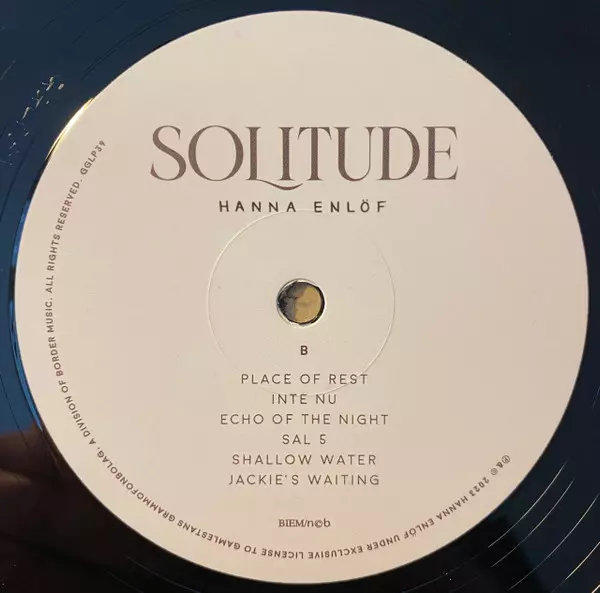 SOLITUDE
HANNA ENLÖF
B
PLACE OF REST
INTE NU
ECHO OF THE NIGHT
SAL 5
SHALLOW WATER
JACKIE'S WAITING
BIEM/n©b
℗& © 2023 HANNA ENLÖF UNDER EXCLUSIVE LICENSE TO GAMLESTANS GRAMMOFONBOLAG, A DIVISION OF BORDER MUSIC. ALL RIGHTS RESERVED. GGLP39